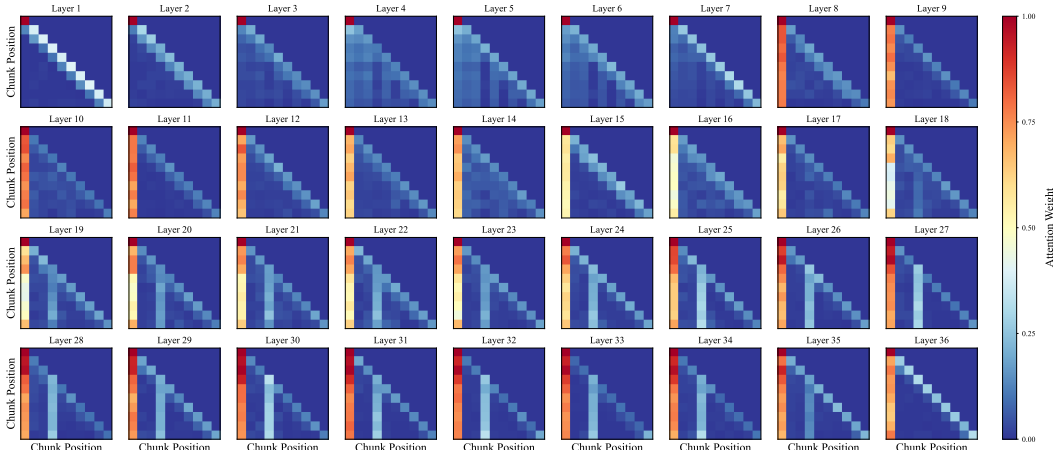 Layer 1 Layer 2 Layer 3 Layer 4 Layer 5 Layer 6 Layer 7 Layer 8 Layer 9
Chunk Position
Layer 10 Layer 11 Layer 12 Layer 13 Layer 14 Layer 15 Layer 16 Layer 17 Layer 18
Chunk Position
Layer 19 Layer 20 Layer 21 Layer 22 Layer 23 Layer 24 Layer 25 Layer 26 Layer 27
Chunk Position
Layer 28 Layer 29 Layer 30 Layer 31 Layer 32 Layer 33 Layer 34 Layer 35 Layer 36
Chunk Position
Chunk Position Chunk Position Chunk Position Chunk Position Chunk Position Chunk Position Chunk Position Chunk Position Chunk Position
1.00
0.75
0.50
0.25
0.00
Attention Weight